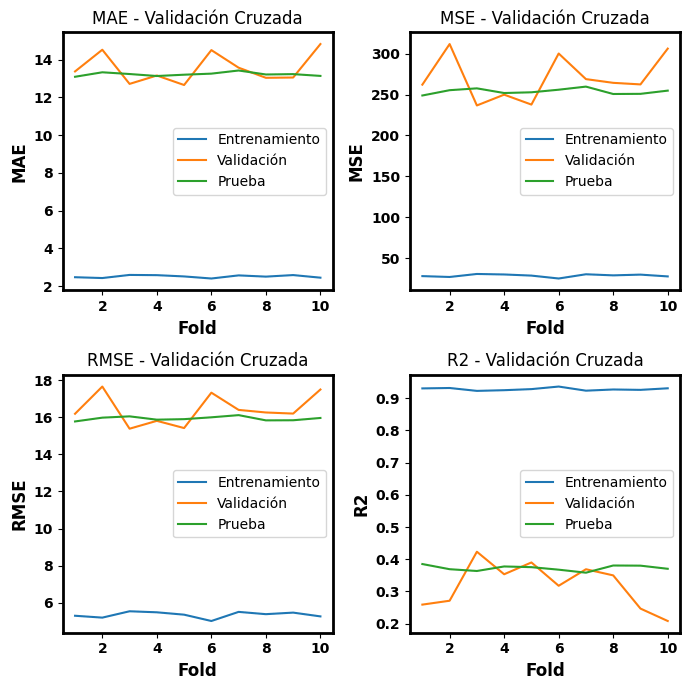 MAE - Validación Cruzada
14
12
10
8
6
4
2
MAE
Entrenamiento
Validación
Prueba
2
4
6
8
10
Fold
MSE - Validación Cruzada
300
250
200
150
100
50
MSE
Entrenamiento
Validación
Prueba
2
4
6
8
10
Fold
RMSE - Validación Cruzada
18
16
14
12
10
8
6
RMSE
Entrenamiento
Validación
Prueba
2
4
6
8
10
Fold
R2 - Validación Cruzada
0.9
0.8
0.7
0.6
0.5
0.4
0.3
0.2
R2
Entrenamiento
Validación
Prueba
2
4
6
8
10
Fold